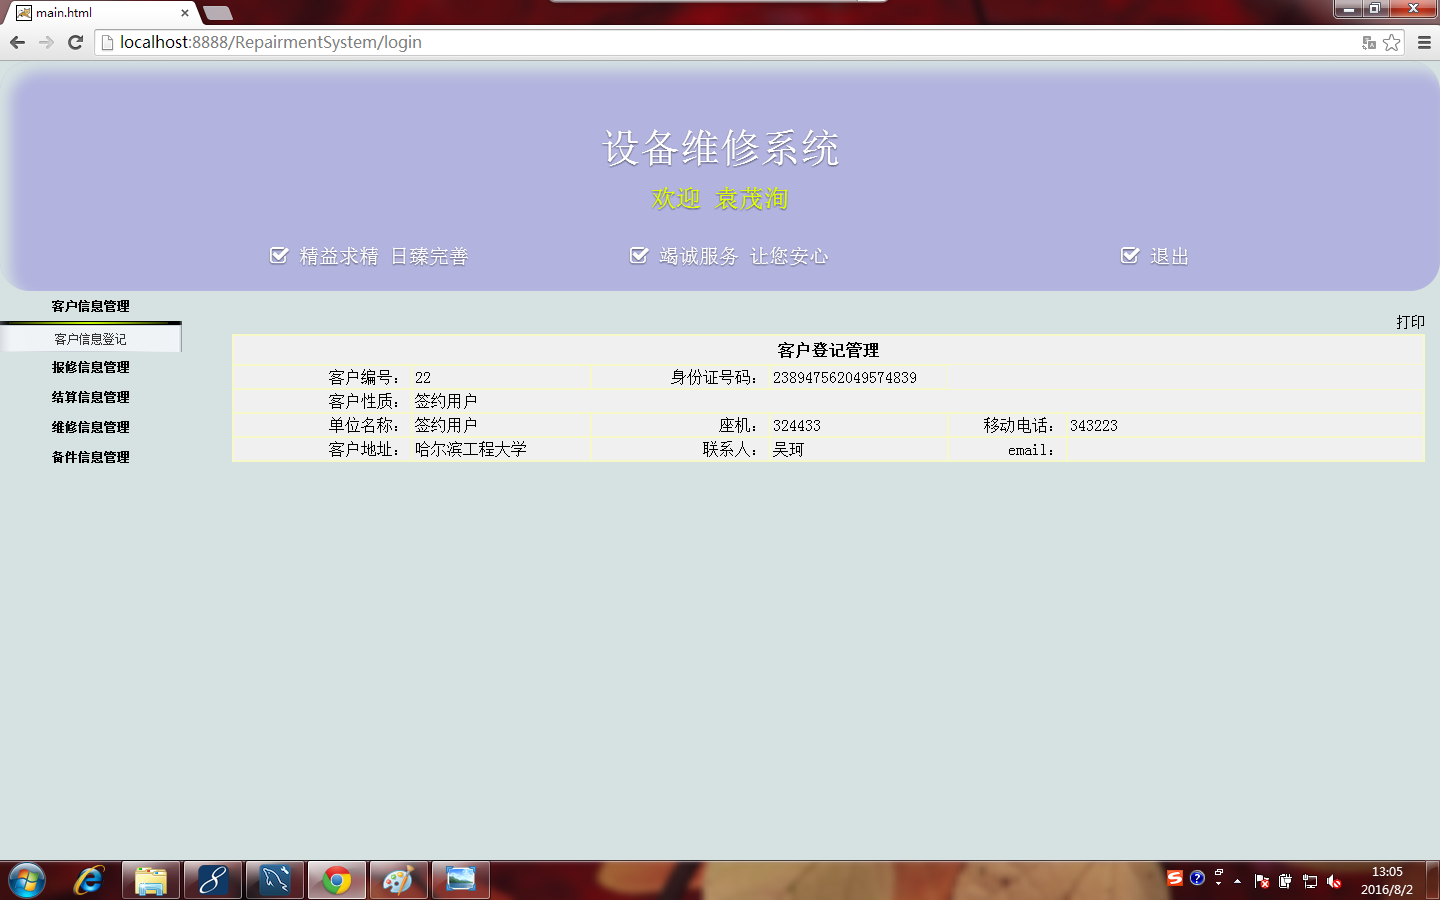 main.html
localhost:8888/RepairmentSystem/login
设备维修系统
欢迎 袁茂洵
精益求精 日臻完善
竭诚服务 让您安心
退出
客户信息管理
客户信息登记
报修信息管理
结算信息管理
维修信息管理
备件信息管理
打印
客户登记管理
客户编号： 22 身份证号码： 238947562049574839
客户性质： 签约用户
单位名称： 签约用户 座机： 324433 移动电话： 343223
客户地址： 哈尔滨工程大学 联系人： 吴珂 email：
13:05
2016/8/2